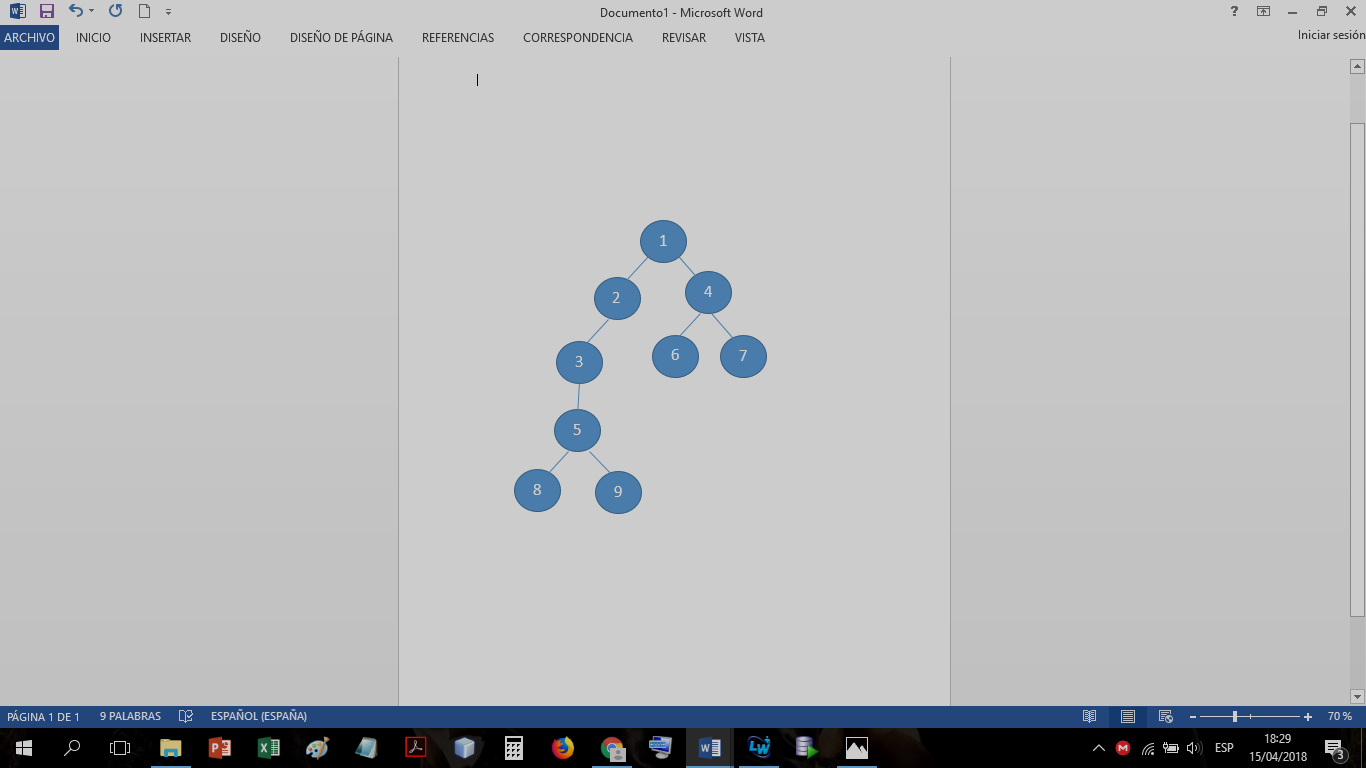 Documento1 - Microsoft Word
?
ARCHIVO INICIO INSERTAR DISEÑO DISEÑO DE PÁGINA REFERENCIAS CORRESPONDENCIA REVISAR VISTA Iniciar sesión
1
2 4
3 6 7
5
8 9
PÁGINA 1 DE 1 9 PALABRAS ESPAÑOL (ESPAÑA) 70 %
ESP 18:29
15/04/2018 3